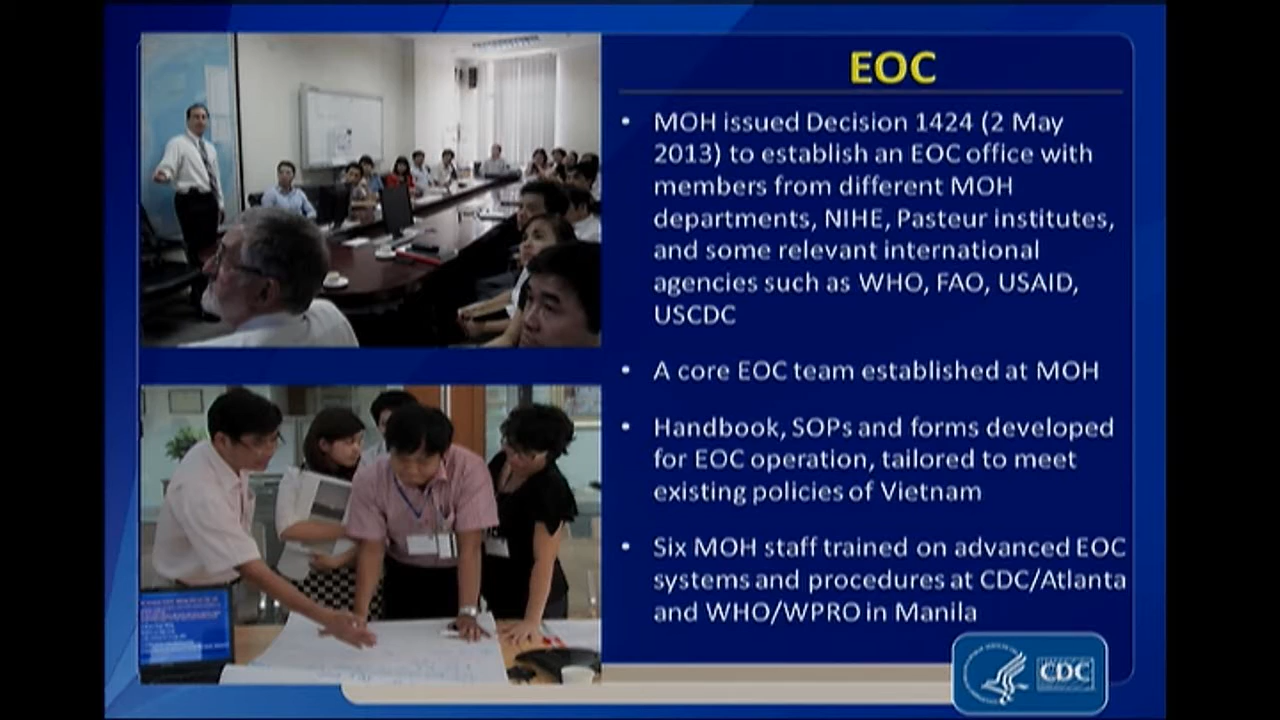 EOC
• MOH issued Decision 1424 (2 May
2013) to establish an EOC office with
members from different MOH
departments, NIHE, Pasteur institutes,
and some relevant international
agencies such as WHO, FAO, USAID,
USCDC
• A core EOC team established at MOH
• Handbook, SOPs and forms developed
for EOC operation, tailored to meet
existing policies of Vietnam
• Six MOH staff trained on advanced EOC
systems and procedures at CDC/Atlanta
and WHO/WPRO in Manila
CDC